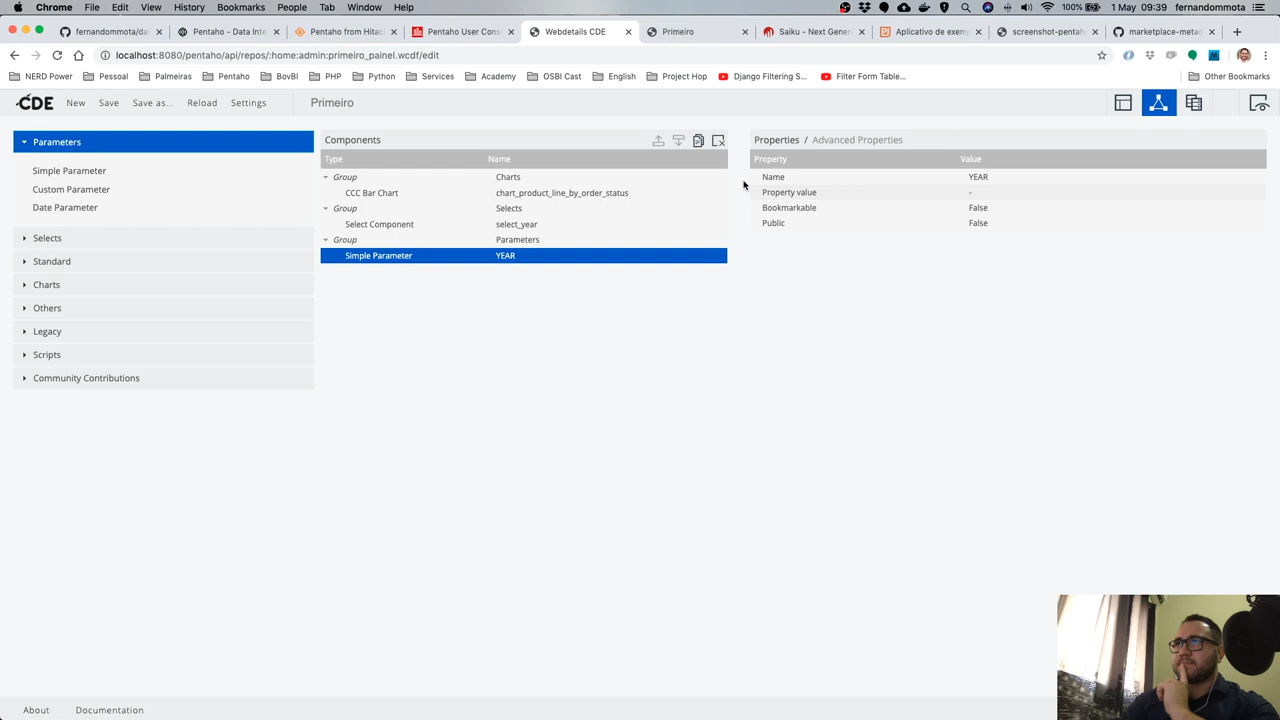 Chrome File Edit View History Bookmarks People Tab Window Help 100% 1 May 09:39 fernandommota
fernandommota/da Pentaho - Data Inte Pentaho from Hitac Pentaho User Conso Webdetails CDE Primeiro Saiku - Next Genera Aplicativo de exemp screenshot-pentah marketplace-metad
localhost:8080/pentaho/api/repos/:home:admin:primeiro_painel.wcdf/edit
NERD Power Pessoal Palmeiras Pentaho BovBI PHP Python Services Academy OSBI Cast English Project Hop Django Filtering S... Filter Form Table... Other Bookmarks
CDE New Save Save as... Reload Settings Primeiro
Parameters
Simple Parameter
Custom Parameter
Date Parameter
Selects
Standard
Charts
Others
Legacy
Scripts
Community Contributions
Components
Type Name
Group Charts
CCC Bar Chart chart_product_line_by_order_status
Group Selects
Select Component select_year
Group Parameters
Simple Parameter YEAR
Properties / Advanced Properties
Property Value
Name YEAR
Property value -
Bookmarkable False
Public False
About Documentation